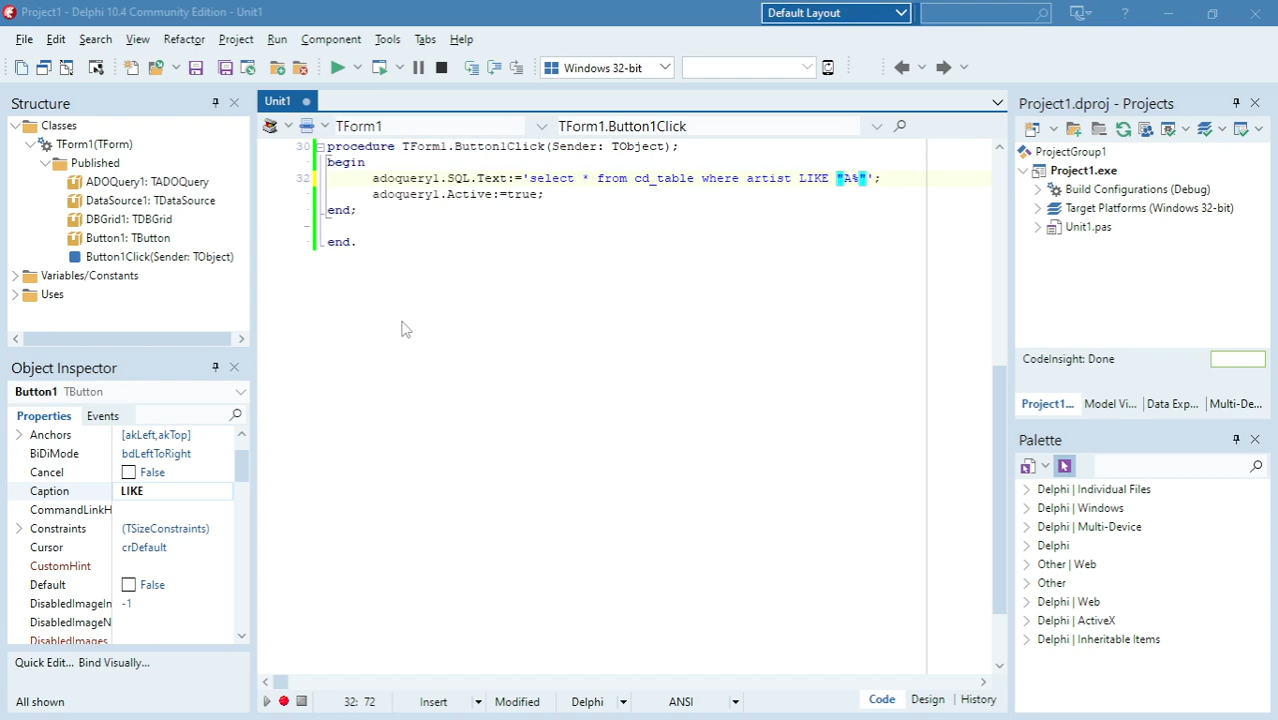 Project1 - Delphi 10.4 Community Edition - Unit1
Default Layout
File Edit Search View Refactor Project Run Component Tools Tabs Help
Windows 32-bit
Structure
Classes
TForm1(TForm)
Published
ADOQuery1: TADOQuery
DataSource1: TDataSource
DBGrid1: TDBGrid
Button1: TButton
Button1Click(Sender: TObject)
Variables/Constants
Uses
Object Inspector
Button1 TButton
Properties Events
Anchors [akLeft,akTop]
BiDiMode bdLeftToRight
Cancel False
Caption LIKE
CommandLinkH
Constraints (TSizeConstraints)
Cursor crDefault
CustomHint
Default False
DisabledImageIn -1
DisabledImageN
DisabledImages
Quick Edit... Bind Visually...
All shown
Unit1
TForm1 TForm1.Button1Click
30 procedure TForm1.Button1Click(Sender: TObject);
begin
32 adoquery1.SQL.Text:='select * from cd_table where artist LIKE "A%"';
adoquery1.Active:=true;
end;
end.
32: 72 Insert Modified Delphi ANSI Code Design History
Project1.dproj - Projects
ProjectGroup1
Project1.exe
Build Configurations (Debug)
Target Platforms (Windows 32-bit)
Unit1.pas
CodeInsight: Done
Project1... Model Vi... Data Exp... Multi-De...
Palette
Delphi | Individual Files
Delphi | Windows
Delphi | Multi-Device
Delphi
Other | Web
Other
Delphi | Web
Delphi | ActiveX
Delphi | Inheritable Items